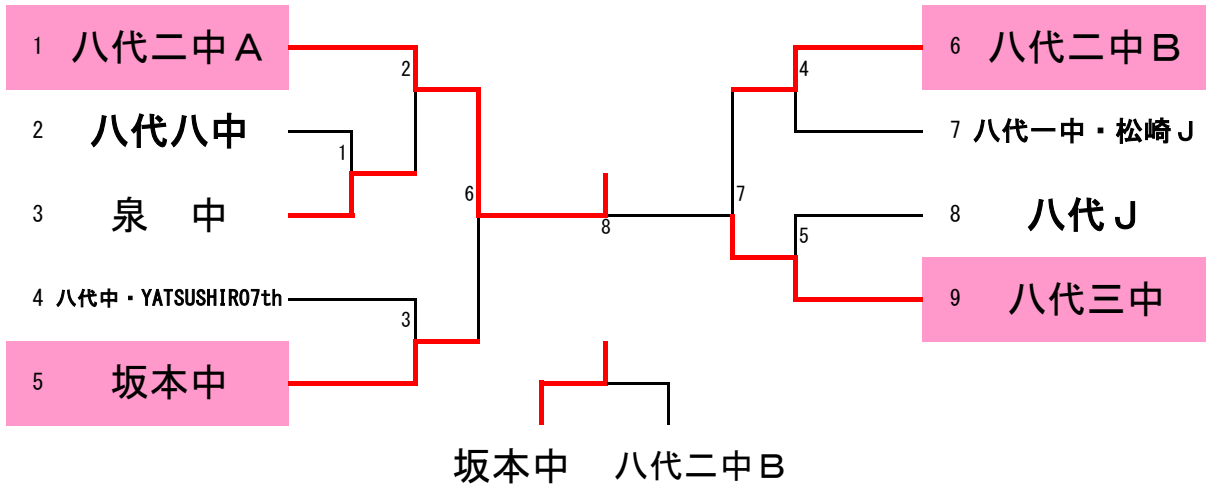 1 八代二中A
2 八代八中
3 泉　中
4 八代中・YATSUSHIRO7th
5 坂本中
1
2
3
6
8
7
4
5
6 八代二中B
7 八代一中・松崎J
8 八代J
9 八代三中
坂本中　八代二中B